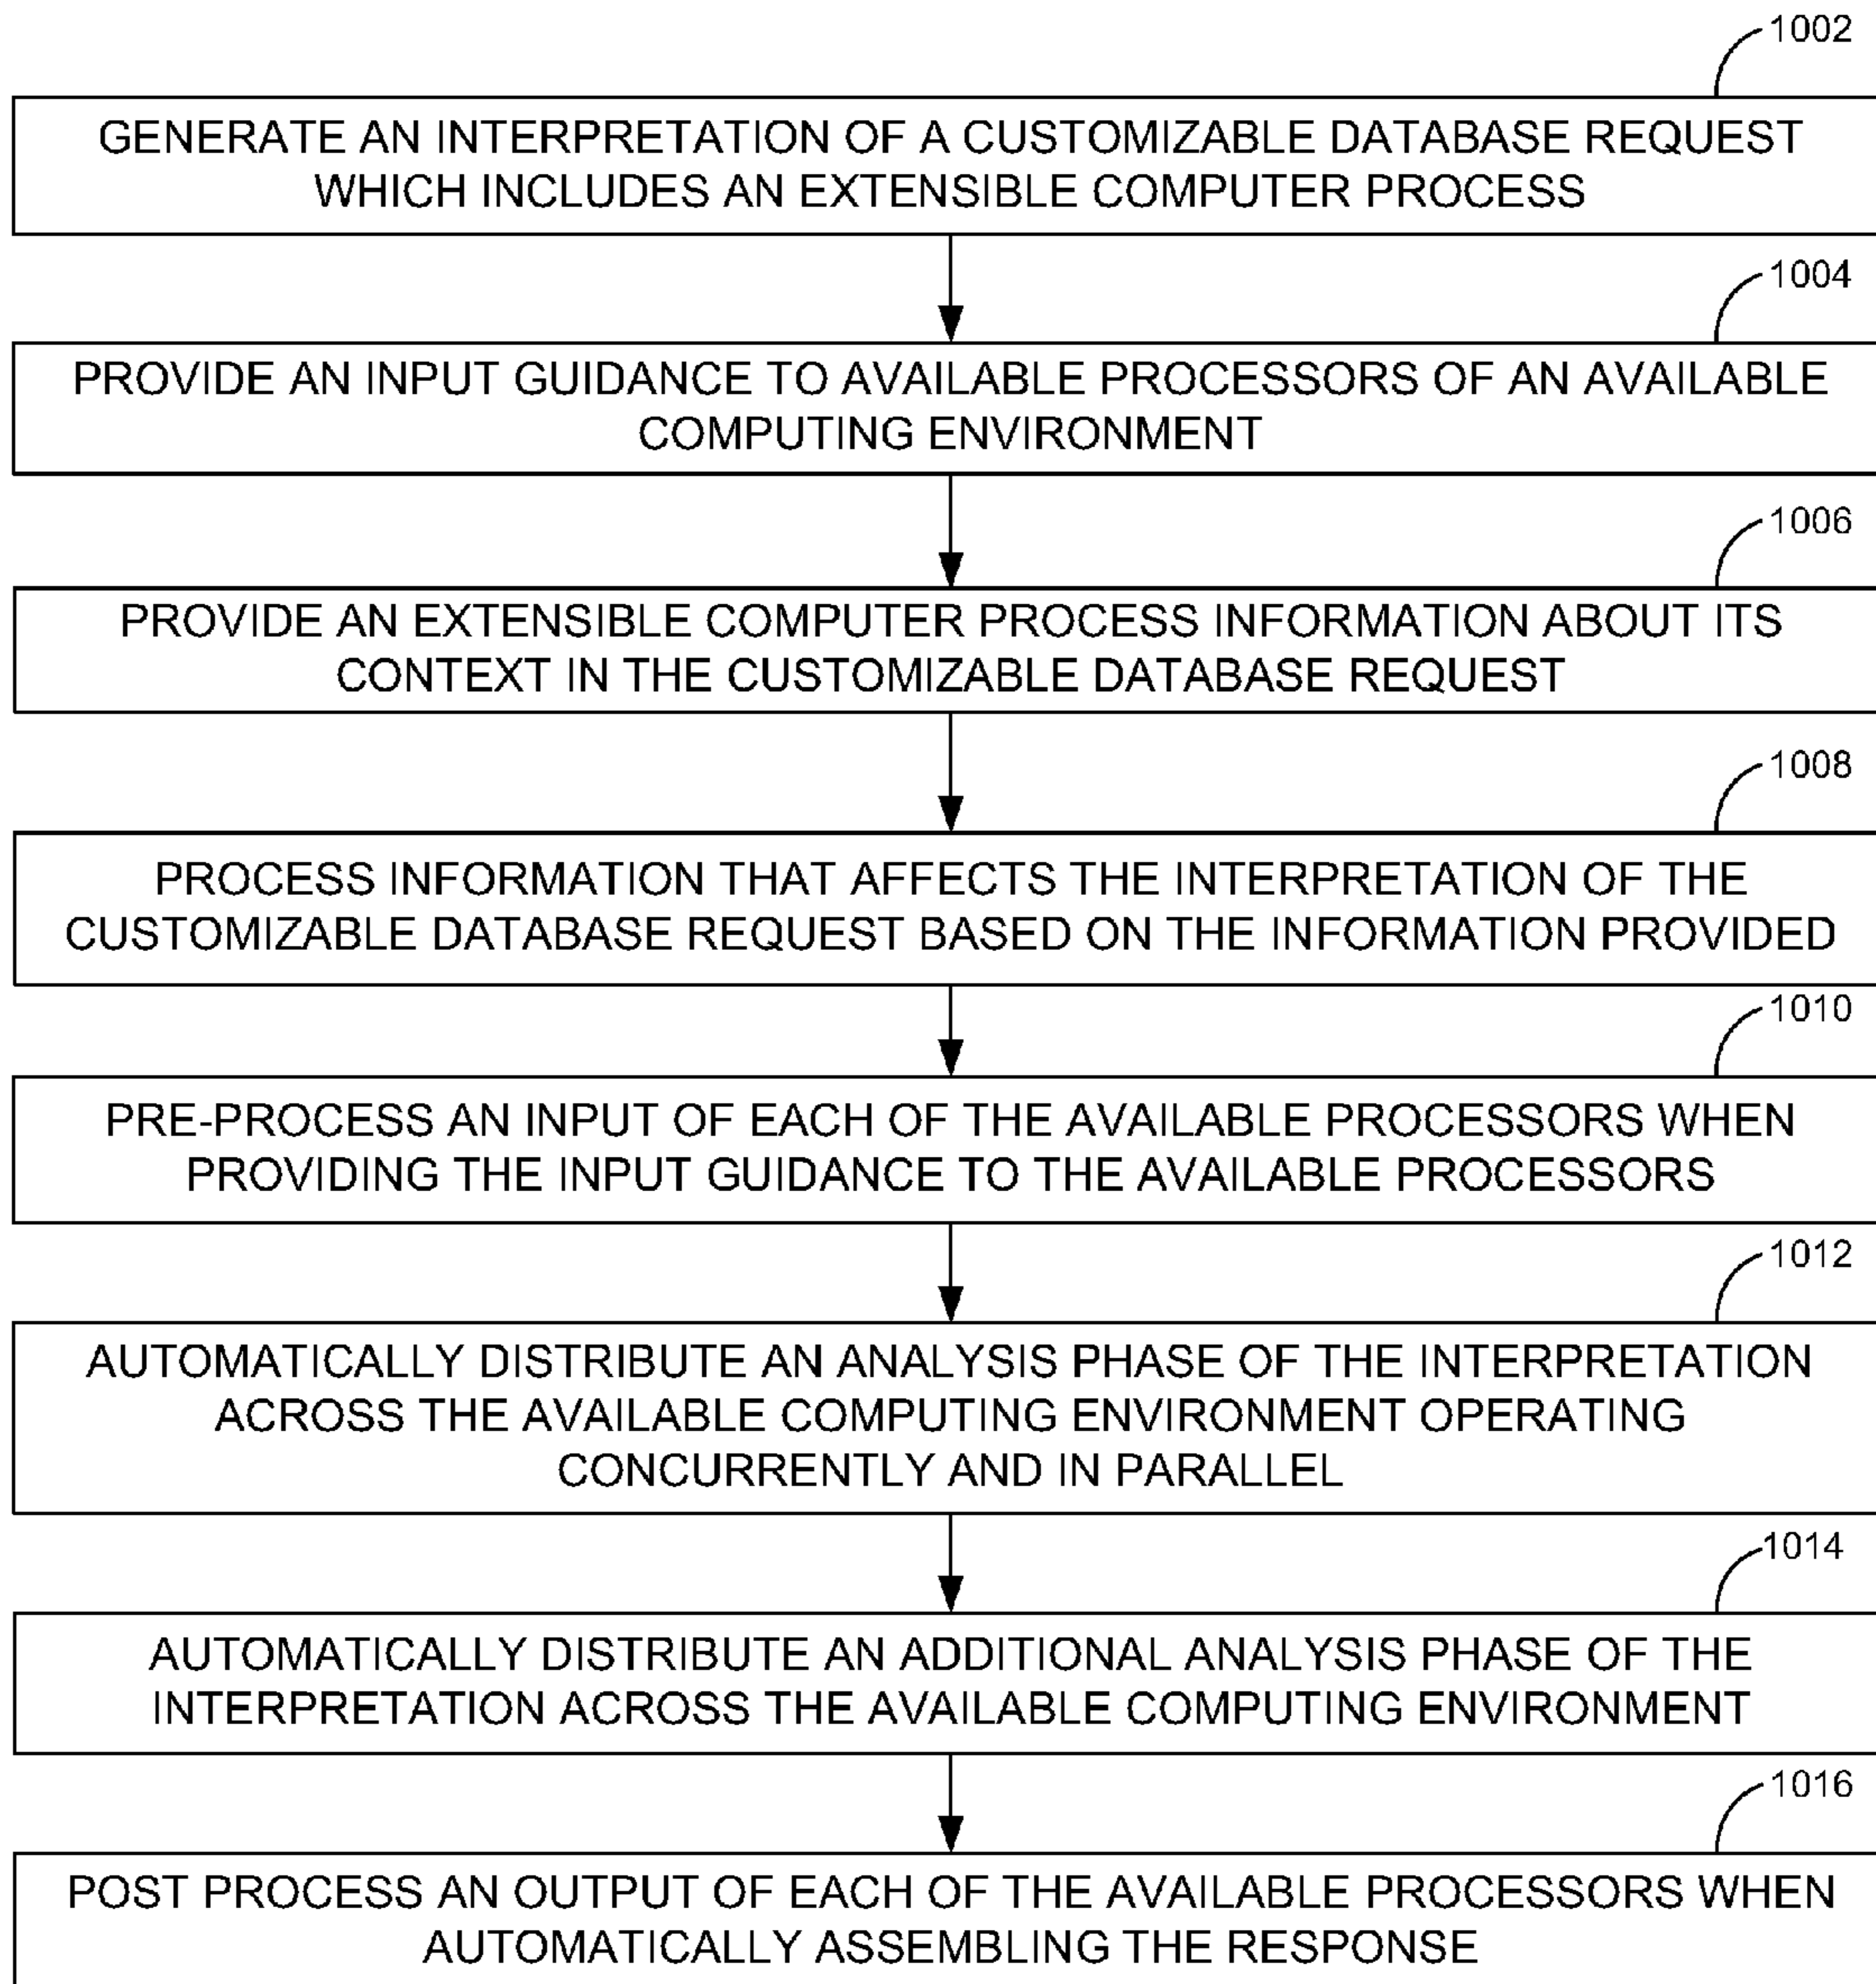 1002
GENERATE AN INTERPRETATION OF A CUSTOMIZABLE DATABASE REQUEST
WHICH INCLUDES AN EXTENSIBLE COMPUTER PROCESS
1004
PROVIDE AN INPUT GUIDANCE TO AVAILABLE PROCESSORS OF AN AVAILABLE
COMPUTING ENVIRONMENT
1006
PROVIDE AN EXTENSIBLE COMPUTER PROCESS INFORMATION ABOUT ITS
CONTEXT IN THE CUSTOMIZABLE DATABASE REQUEST
1008
PROCESS INFORMATION THAT AFFECTS THE INTERPRETATION OF THE
CUSTOMIZABLE DATABASE REQUEST BASED ON THE INFORMATION PROVIDED
1010
PRE-PROCESS AN INPUT OF EACH OF THE AVAILABLE PROCESSORS WHEN
PROVIDING THE INPUT GUIDANCE TO THE AVAILABLE PROCESSORS
1012
AUTOMATICALLY DISTRIBUTE AN ANALYSIS PHASE OF THE INTERPRETATION
ACROSS THE AVAILABLE COMPUTING ENVIRONMENT OPERATING
CONCURRENTLY AND IN PARALLEL
1014
AUTOMATICALLY DISTRIBUTE AN ADDITIONAL ANALYSIS PHASE OF THE
INTERPRETATION ACROSS THE AVAILABLE COMPUTING ENVIRONMENT
1016
POST PROCESS AN OUTPUT OF EACH OF THE AVAILABLE PROCESSORS WHEN
AUTOMATICALLY ASSEMBLING THE RESPONSE